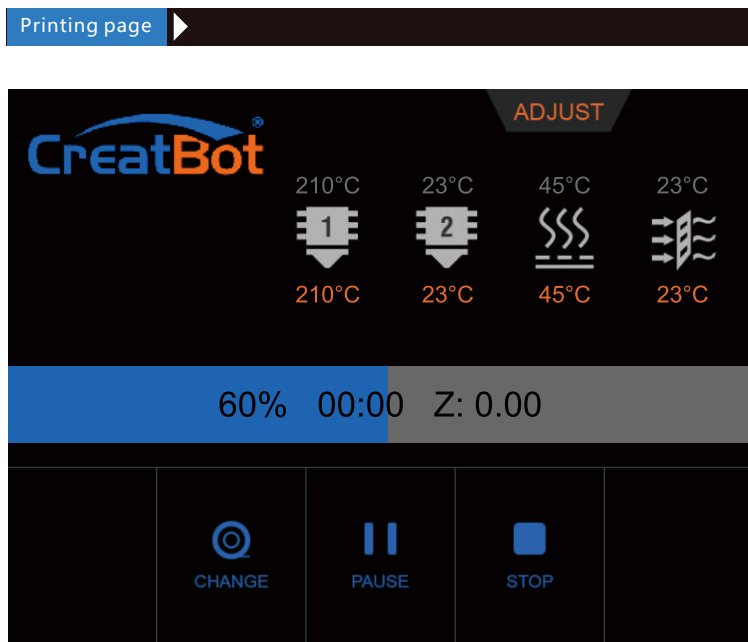 Printing page
ADJUST
CreatBot®
210°C 23°C 45°C 23°C
1 2
210°C 23°C 45°C 23°C
60% 00:00 Z: 0.00
CHANGE PAUSE STOP